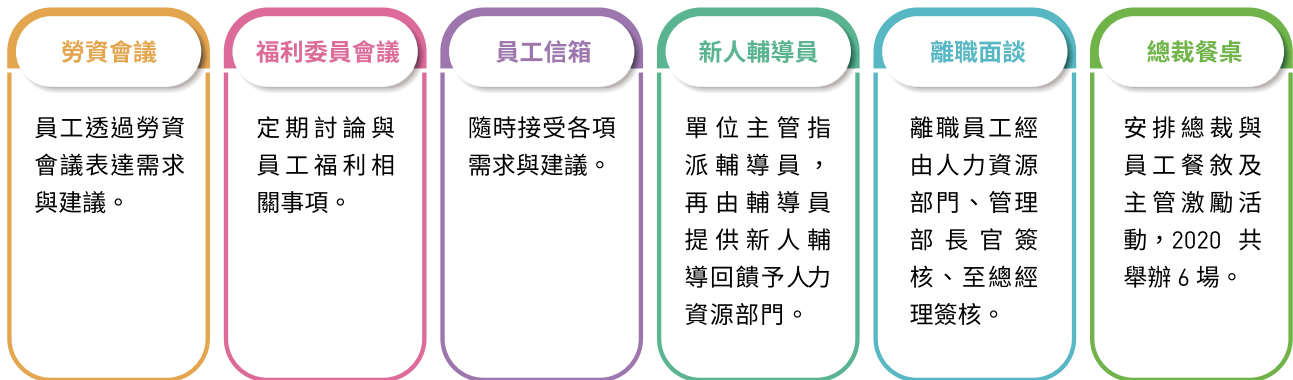 勞資會議
員工透過勞資
會議表達需求
與建議。
福利委員會議
定期討論與
員工福利相
關事項。
員工信箱
隨時接受各項
需求與建議。
新人輔導員
單位主管指
派輔導員，
再由輔導員
提供新人輔
導回饋予人力
資源部門。
離職面談
離職員工經
由人力資源
部門、管理
部長官簽
核、至總經
理簽核。
總裁餐桌
安排總裁與
員工餐敘及
主管激勵活
動，2020 共
舉辦 6 場。